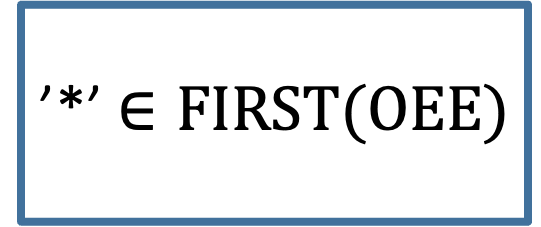 ’*’ ∈ FIRST(OEE)